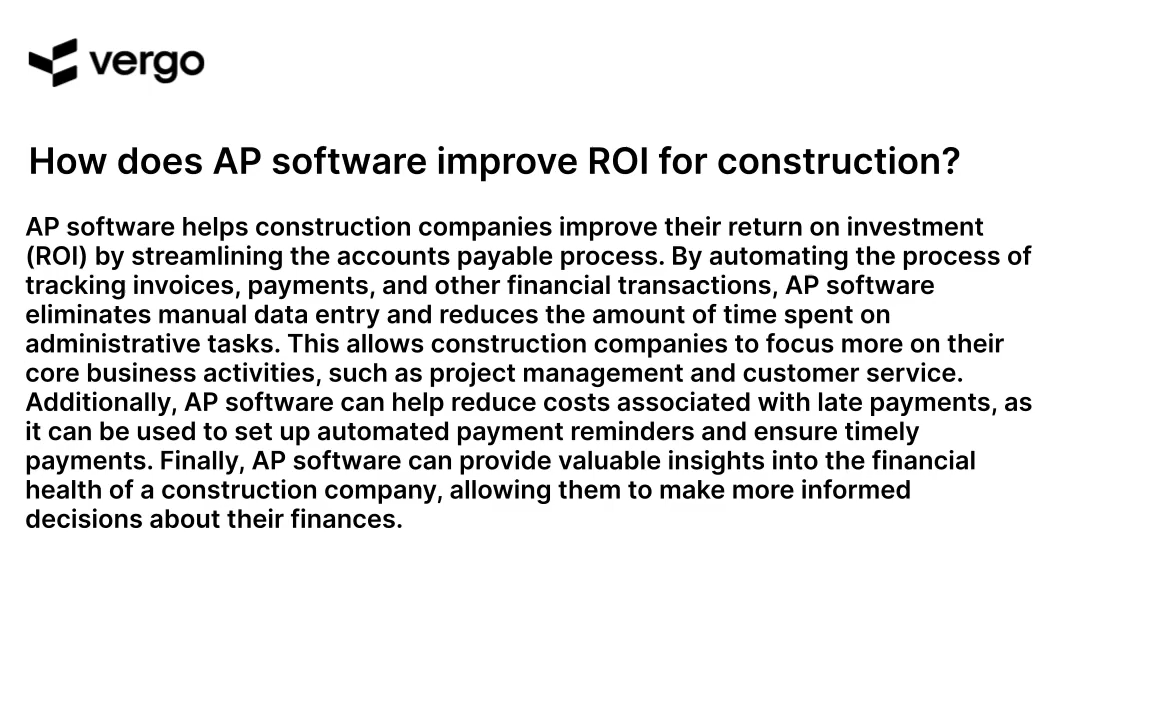 vergo
How does AP software improve ROI for construction?
AP software helps construction companies improve their return on investment
(ROI) by streamlining the accounts payable process. By automating the process of
tracking invoices, payments, and other financial transactions, AP software
eliminates manual data entry and reduces the amount of time spent on
administrative tasks. This allows construction companies to focus more on their
core business activities, such as project management and customer service.
Additionally, AP software can help reduce costs associated with late payments, as
it can be used to set up automated payment reminders and ensure timely
payments. Finally, AP software can provide valuable insights into the financial
health of a construction company, allowing them to make more informed
decisions about their finances.